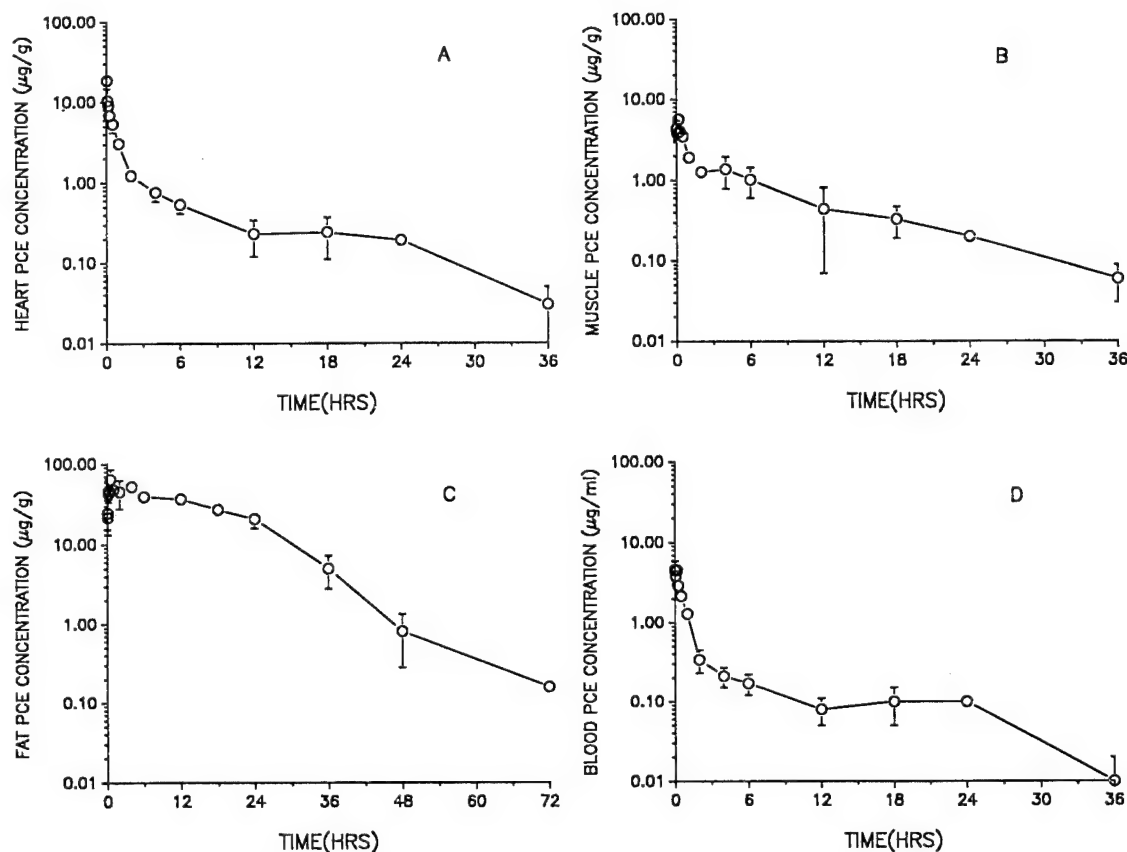 HEART PCE CONCENTRATION (μg/g)
100.00
10.00
1.00
0.10
0.01
A
0 6 12 18 24 30 36
TIME(HRS)
MUSCLE PCE CONCENTRATION (μg/g)
100.00
10.00
1.00
0.10
0.01
B
0 6 12 18 24 30 36
TIME(HRS)
FAT PCE CONCENTRATION (μg/g)
100.00
10.00
1.00
0.10
0.01
C
0 12 24 36 48 60 72
TIME(HRS)
BLOOD PCE CONCENTRATION (μg/ml)
100.00
10.00
1.00
0.10
0.01
D
0 6 12 18 24 30 36
TIME(HRS)